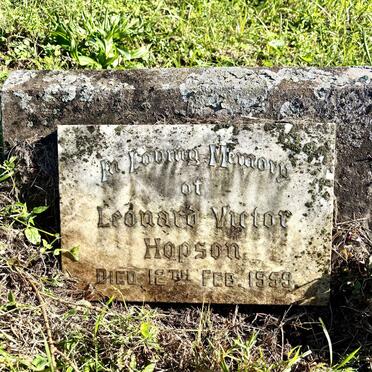 In Loving Memory
of
Leonard Victor
Hopson
Died 12th Feb. 1959.